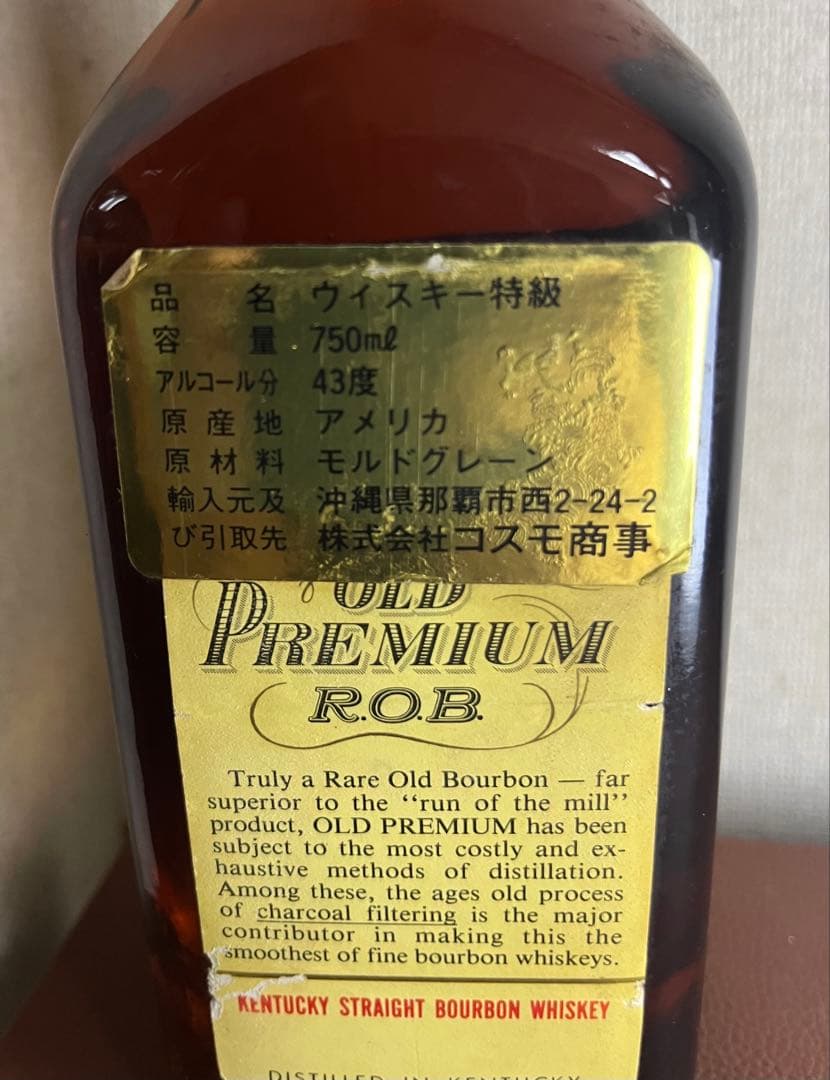 品名 ウィスキー特級
容量 750mℓ
アルコール分 43度
原産地 アメリカ
原材料 モルドグレーン
輸入元及 沖縄県那覇市西2-24-2
び引取先 株式会社コスモ商事
OLD
PREMIUM
R.O.B.
Truly a Rare Old Bourbon — far
superior to the “run of the mill”
product, OLD PREMIUM has been
subject to the most costly and ex-
haustive methods of distillation.
Among these, the ages old process
of charcoal filtering is the major
contributor in making this the
smoothest of fine bourbon whiskeys.
KENTUCKY STRAIGHT BOURBON WHISKEY
DISTILLED IN KENTUCKY